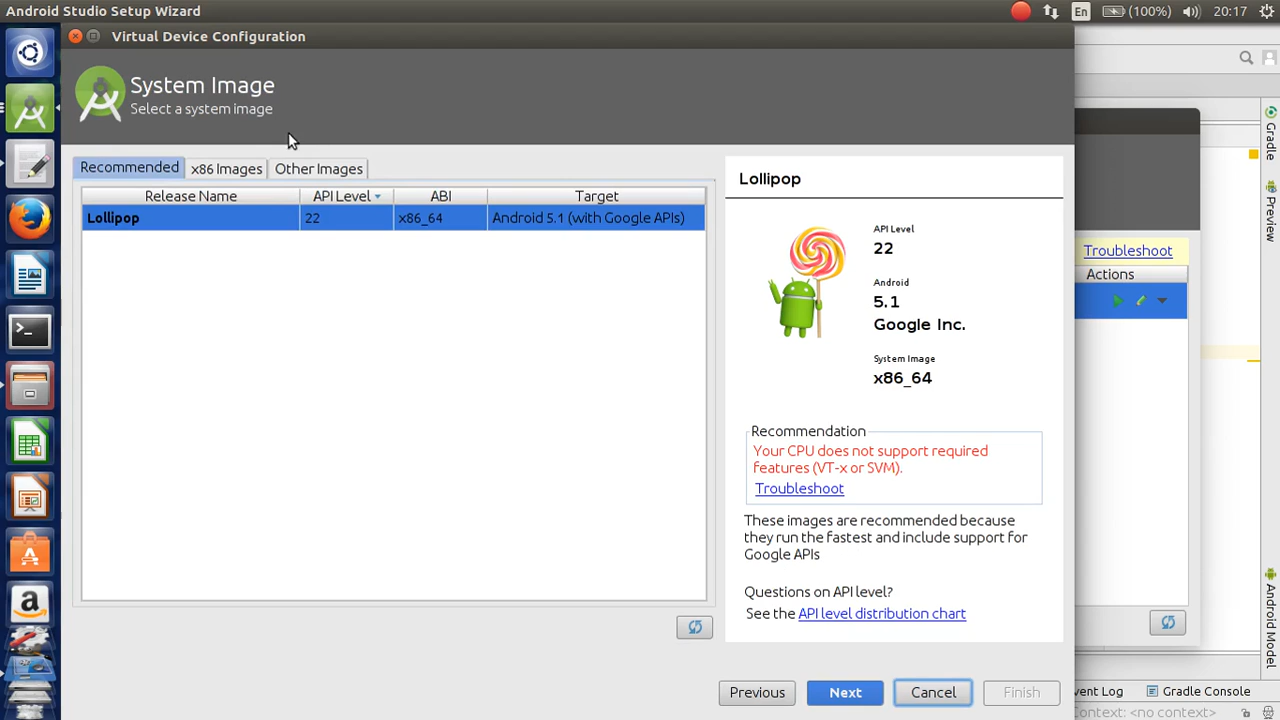 Android Studio Setup Wizard
En
(100%)
20:17
Virtual Device Configuration
System Image
Select a system image
Recommended
x86 Images
Other Images
Release Name
API Level
ABI
Target
Lollipop
22
x86_64
Android 5.1 (with Google APIs)
Lollipop
API Level
22
Android
5.1
Google Inc.
System Image
x86_64
Recommendation
Your CPU does not support required
features (VT-x or SVM).
Troubleshoot
These images are recommended because
they run the fastest and include support for
Google APIs
Questions on API level?
See the API level distribution chart
Previous
Next
Cancel
Finish
Troubleshoot
Actions
Gradle
Preview
Android Model
vent Log
Gradle Console
Context: <no context>